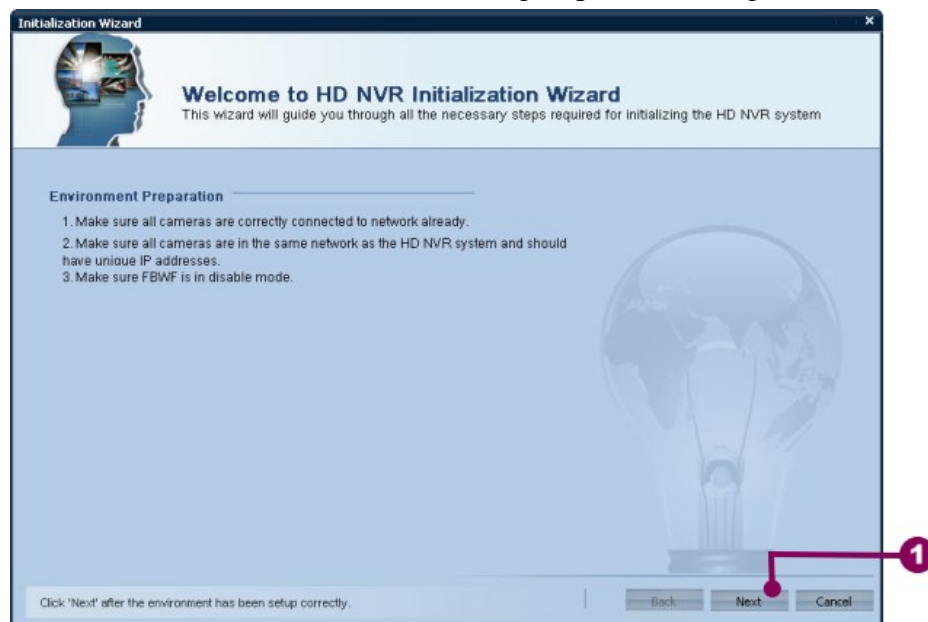 Initialization Wizard
Welcome to HD NVR Initialization Wizard
This wizard will guide you through all the necessary steps required for initializing the HD NVR system
Environment Preparation
1. Make sure all cameras are correctly connected to network already.
2. Make sure all cameras are in the same network as the HD NVR system and should
have unique IP addresses.
3. Make sure FBWF is in disable mode.
1
Click 'Next' after the environment has been setup correctly.
Back Next Cancel